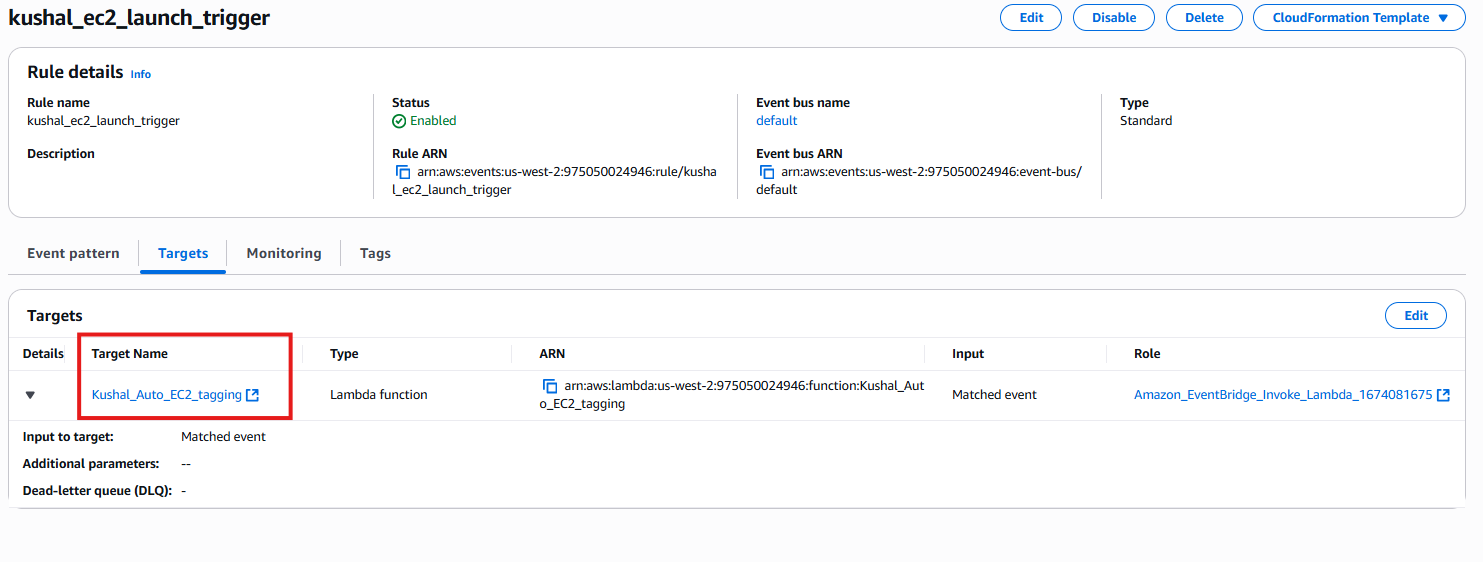 kushal_ec2_launch_trigger
Edit
Disable
Delete
CloudFormation Template
Rule details Info
Rule name
kushal_ec2_launch_trigger
Status
Enabled
Event bus name
default
Type
Standard
Description
Rule ARN
arn:aws:events:us-west-2:975050024946:rule/kusha
l_ec2_launch_trigger
Event bus ARN
arn:aws:events:us-west-2:975050024946:event-bus/
default
Event pattern
Targets
Monitoring
Tags
Targets
Edit
Details
Target Name
Type
ARN
Input
Role
Kushal_Auto_EC2_tagging
Lambda function
arn:aws:lambda:us-west-2:975050024946:function:Kushal_Aut
o_EC2_tagging
Matched event
Amazon_EventBridge_Invoke_Lambda_1674081675
Input to target: Matched event
Additional parameters: --
Dead-letter queue (DLQ): -